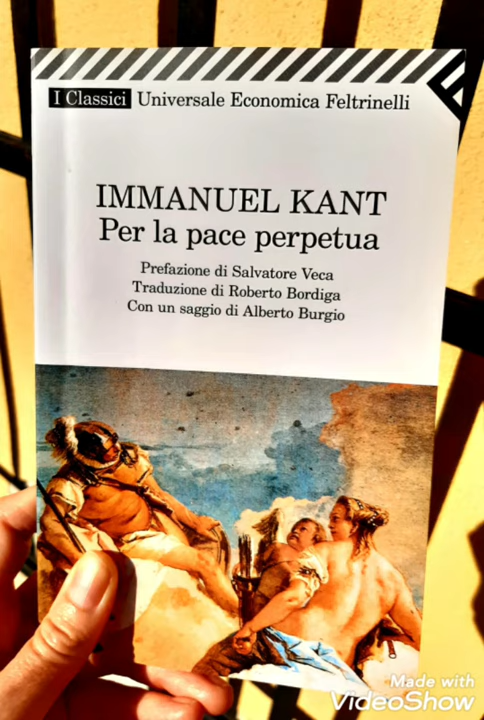 I Classici Universale Economica Feltrinelli
IMMANUEL KANT
Per la pace perpetua
Prefazione di Salvatore Veca
Traduzione di Roberto Bordiga
Con un saggio di Alberto Burgio
Made with
VideoShow